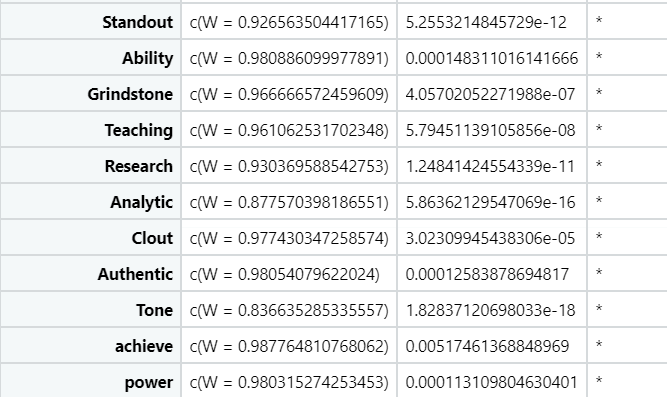 Standout c(W = 0.926563504417165) 5.2553214845729e-12 *
Ability c(W = 0.980886099977891) 0.000148311016141666 *
Grindstone c(W = 0.966666572459609) 4.05702052271988e-07 *
Teaching c(W = 0.961062531702348) 5.79451139105856e-08 *
Research c(W = 0.930369588542753) 1.24841424554339e-11 *
Analytic c(W = 0.877570398186551) 5.86362129547069e-16 *
Clout c(W = 0.977430347258574) 3.02309945438306e-05 *
Authentic c(W = 0.98054079622024) 0.00012583878694817 *
Tone c(W = 0.836635285335557) 1.82837120698033e-18 *
achieve c(W = 0.987764810768062) 0.00517461368848969 *
power c(W = 0.980315274253453) 0.000113109804630401 *